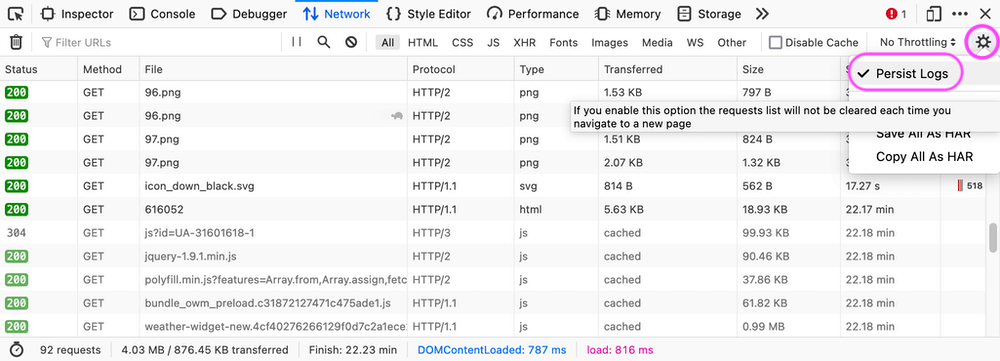 Inspector Console Debugger Network Style Editor Performance Memory Storage 1
Filter URLs All HTML CSS JS XHR Fonts Images Media WS Other Disable Cache No Throttling
Status Method File Protocol Type Transferred Size
Persist Logs
200 GET 96.png HTTP/2 png 1.53 KB 797 B
200 GET 96.png HTTP/2 png
If you enable this option the requests list will not be cleared each time you
navigate to a new page
Save All As HAR
200 GET 97.png HTTP/2 png 1.51 KB 824 B
200 GET 97.png HTTP/2 png 2.07 KB 1.32 KB
Copy All As HAR
200 GET icon_down_black.svg HTTP/1.1 svg 814 B 562 B 17.27 s 518
200 GET 616052 HTTP/1.1 html 5.63 KB 18.93 KB 22.17 min
304 GET js?id=UA-31601618-1 HTTP/3 js cached 99.93 KB 22.18 min
200 GET jquery-1.9.1.min.js HTTP/2 js cached 90.46 KB 22.18 min
200 GET polyfill.min.js?features=Array.from,Array.assign,fetc HTTP/2 js cached 37.86 KB 22.18 min
200 GET bundle_owm_preload.c31872127471c475ade1.js HTTP/1.1 js cached 61.82 KB 22.18 min
200 GET weather-widget-new.4cf40276266129f0d7c2a1ece HTTP/1.1 js cached 0.99 MB 22.18 min
92 requests 4.03 MB / 876.45 KB transferred Finish: 22.23 min DOMContentLoaded: 787 ms load: 816 ms